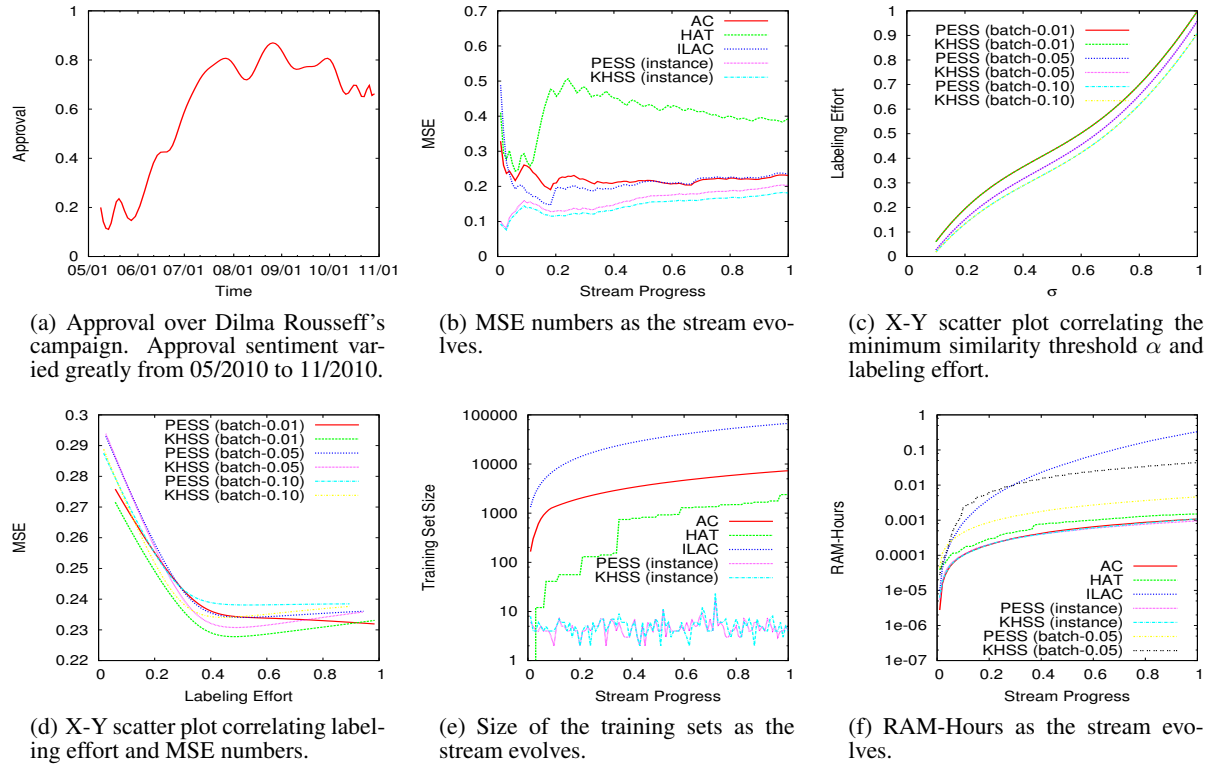 1
0.8
0.6
0.4
0.2
0
Approval
05/01 06/01 07/01 08/01 09/01 10/01 11/01
Time
(a) Approval over Dilma Rousseff's
campaign. Approval sentiment var-
ied greatly from 05/2010 to 11/2010.
0.7
0.6
0.5
0.4
0.3
0.2
0.1
0
MSE
AC
HAT
ILAC
PESS (instance)
KHSS (instance)
0 0.2 0.4 0.6 0.8 1
Stream Progress
(b) MSE numbers as the stream evo-
lves.
1
0.9
0.8
0.7
0.6
0.5
0.4
0.3
0.2
0.1
0
Labeling Effort
PESS (batch-0.01)
KHSS (batch-0.01)
PESS (batch-0.05)
KHSS (batch-0.05)
PESS (batch-0.10)
KHSS (batch-0.10)
0 0.2 0.4 0.6 0.8 1
σ
(c) X-Y scatter plot correlating the
minimum similarity threshold α and
labeling effort.
0.3
0.29
0.28
0.27
0.26
0.25
0.24
0.23
0.22
MSE
PESS (batch-0.01)
KHSS (batch-0.01)
PESS (batch-0.05)
KHSS (batch-0.05)
PESS (batch-0.10)
KHSS (batch-0.10)
0 0.2 0.4 0.6 0.8 1
Labeling Effort
(d) X-Y scatter plot correlating label-
ing effort and MSE numbers.
100000
10000
1000
100
10
1
Training Set Size
AC
HAT
ILAC
PESS (instance)
KHSS (instance)
0 0.2 0.4 0.6 0.8 1
Stream Progress
(e) Size of the training sets as the
stream evolves.
1
0.1
0.01
0.001
0.0001
1e-05
1e-06
1e-07
RAM-Hours
AC
HAT
ILAC
PESS (instance)
KHSS (instance)
PESS (batch-0.05)
KHSS (batch-0.05)
0 0.2 0.4 0.6 0.8 1
Stream Progress
(f) RAM-Hours as the stream evo-
lves.